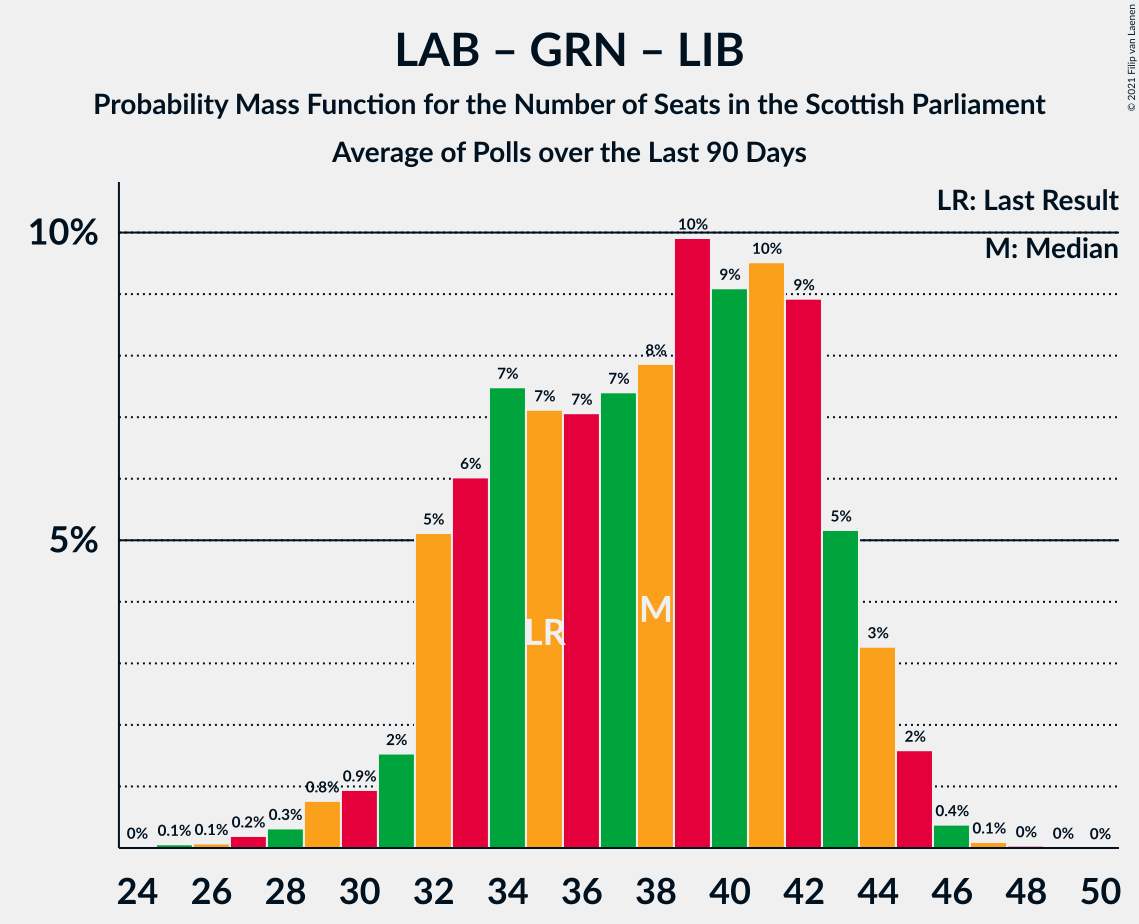 LAB – GRN – LIB
Probability Mass Function for the Number of Seats in the Scottish Parliament
Average of Polls over the Last 90 Days
© 2021 Filip van Laenen
LR: Last Result
M: Median
10%
5%
0% 0.1% 0.1% 0.2% 0.3% 0.8% 0.9% 2% 5% 6% 7% 7% 7% 7% 8% 10% 9% 10% 9% 5% 3% 2% 0.4% 0.1% 0% 0% 0%
LR M
24 26 28 30 32 34 36 38 40 42 44 46 48 50